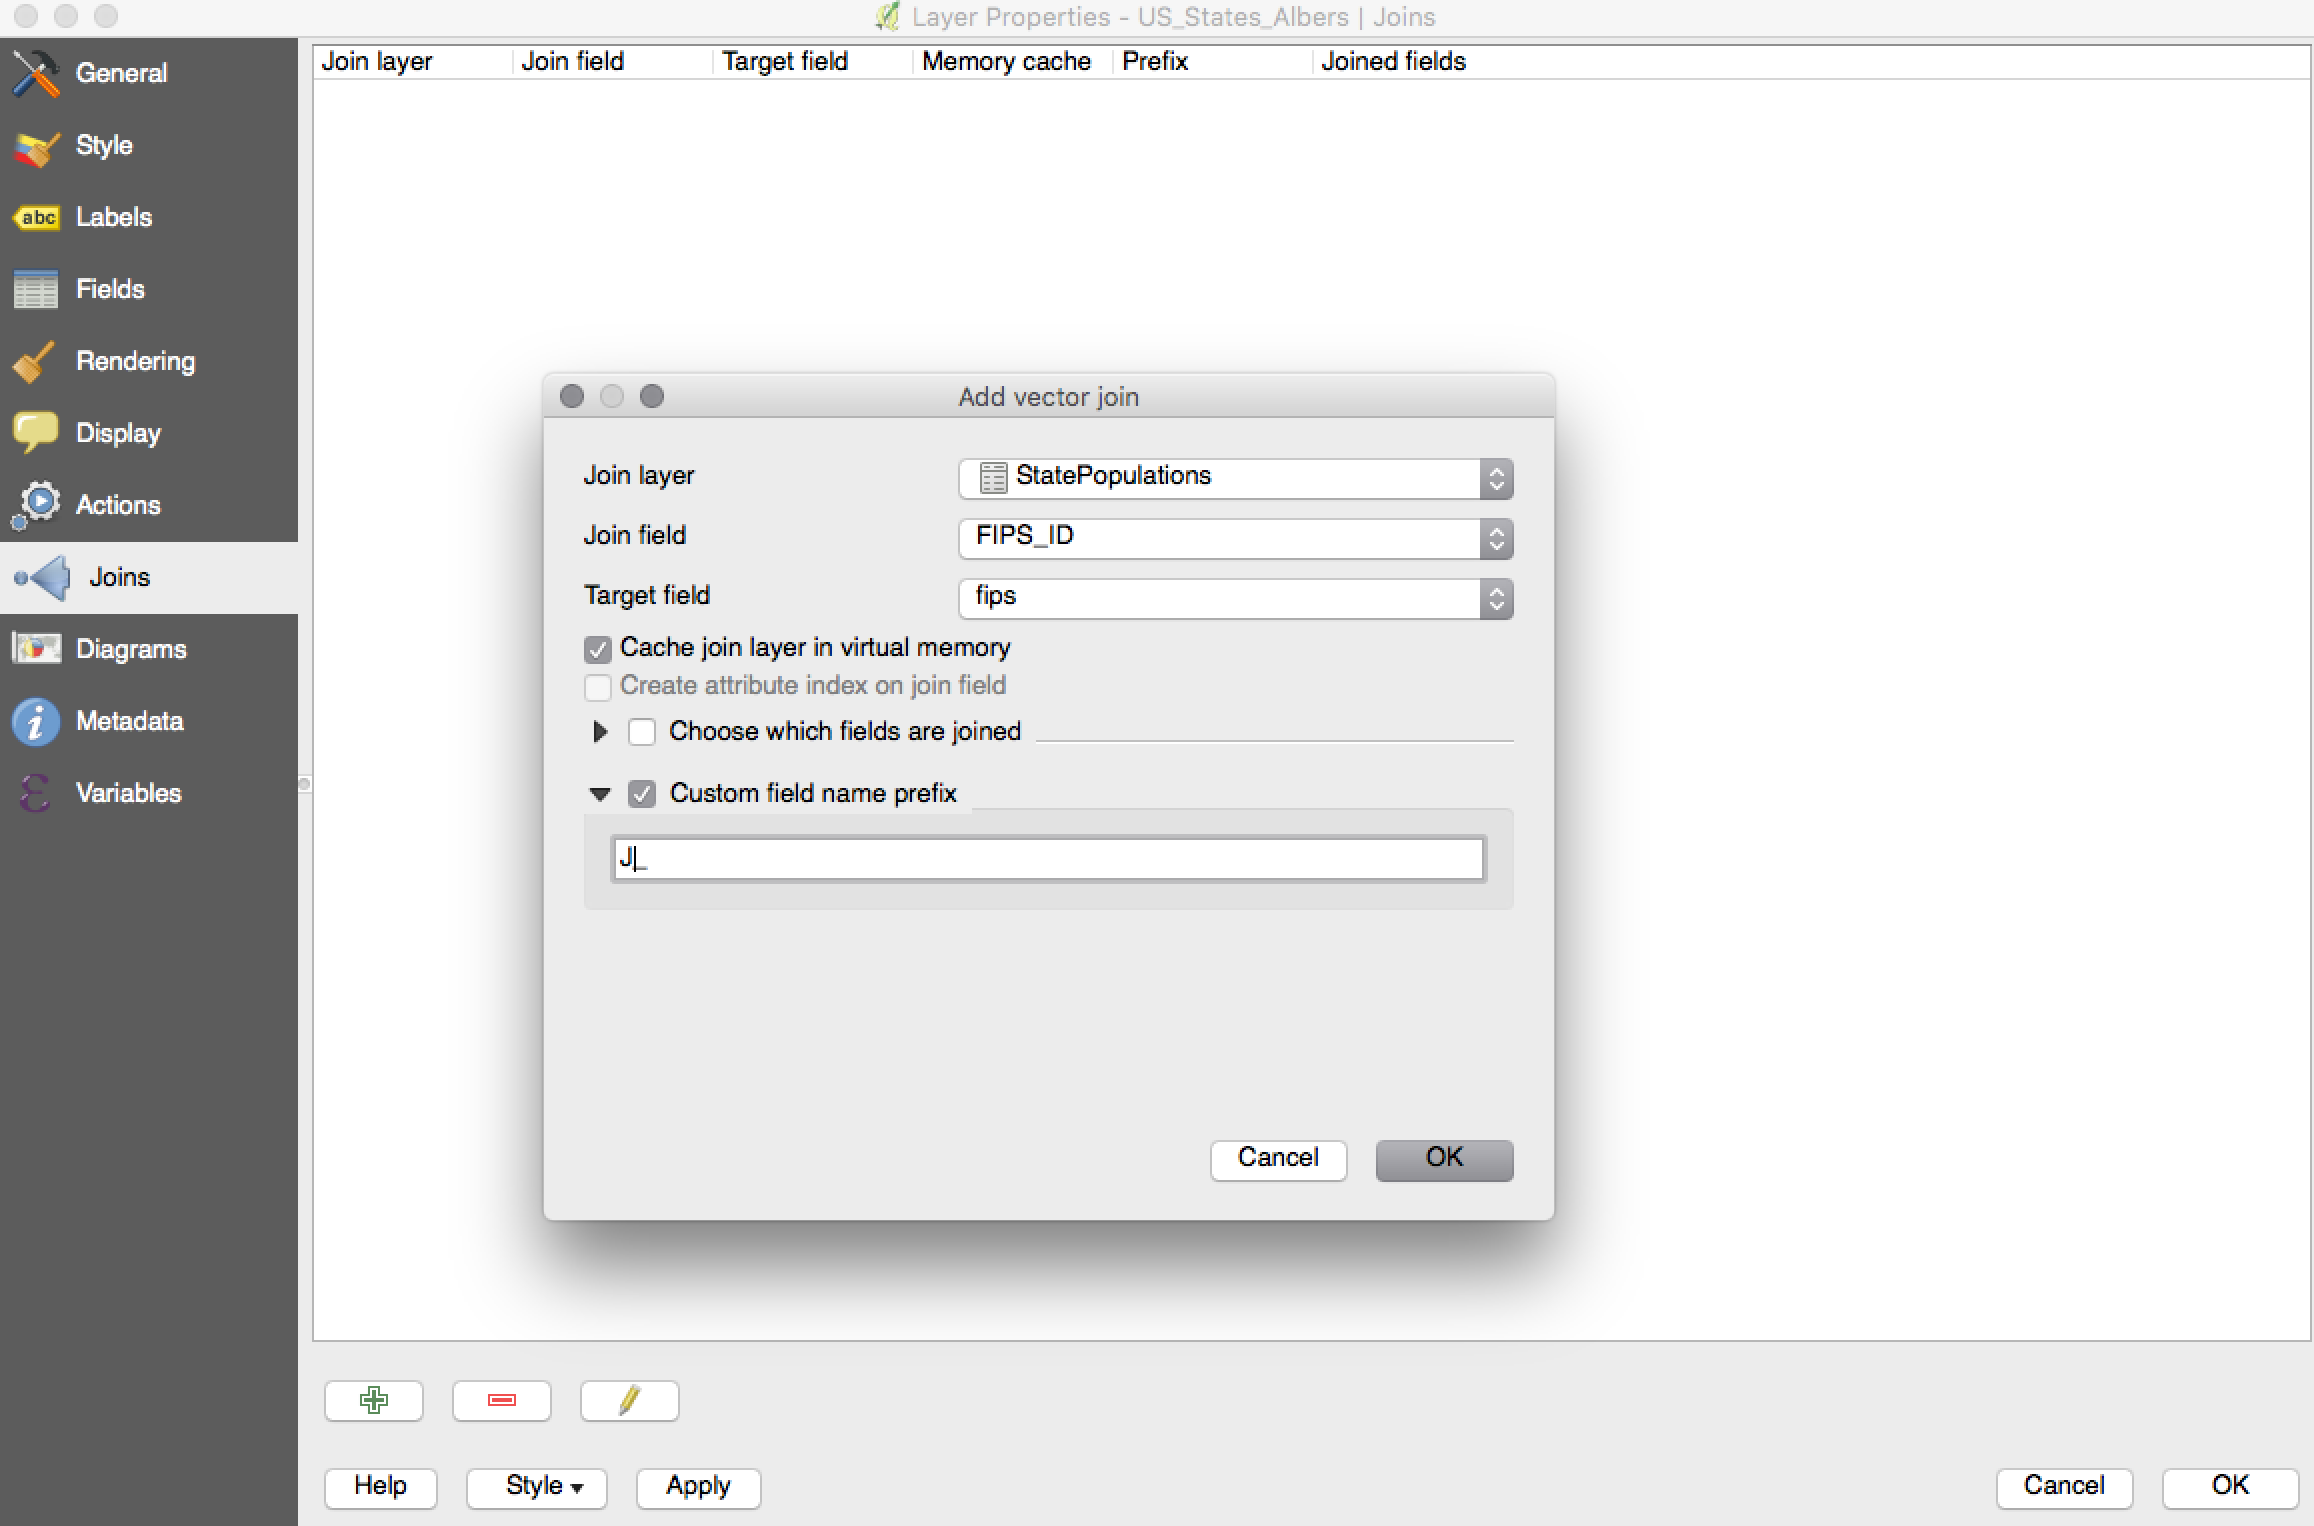 Layer Properties - US_States_Albers | Joins
General
Style
abc Labels
Fields
Rendering
Display
Actions
Joins
Diagrams
Metadata
Variables
Join layer Join field Target field Memory cache Prefix Joined fields
Add vector join
Join layer StatePopulations
Join field FIPS_ID
Target field fips
Cache join layer in virtual memory
Create attribute index on join field
Choose which fields are joined
Custom field name prefix
J_
Cancel OK
Help Style Apply Cancel OK